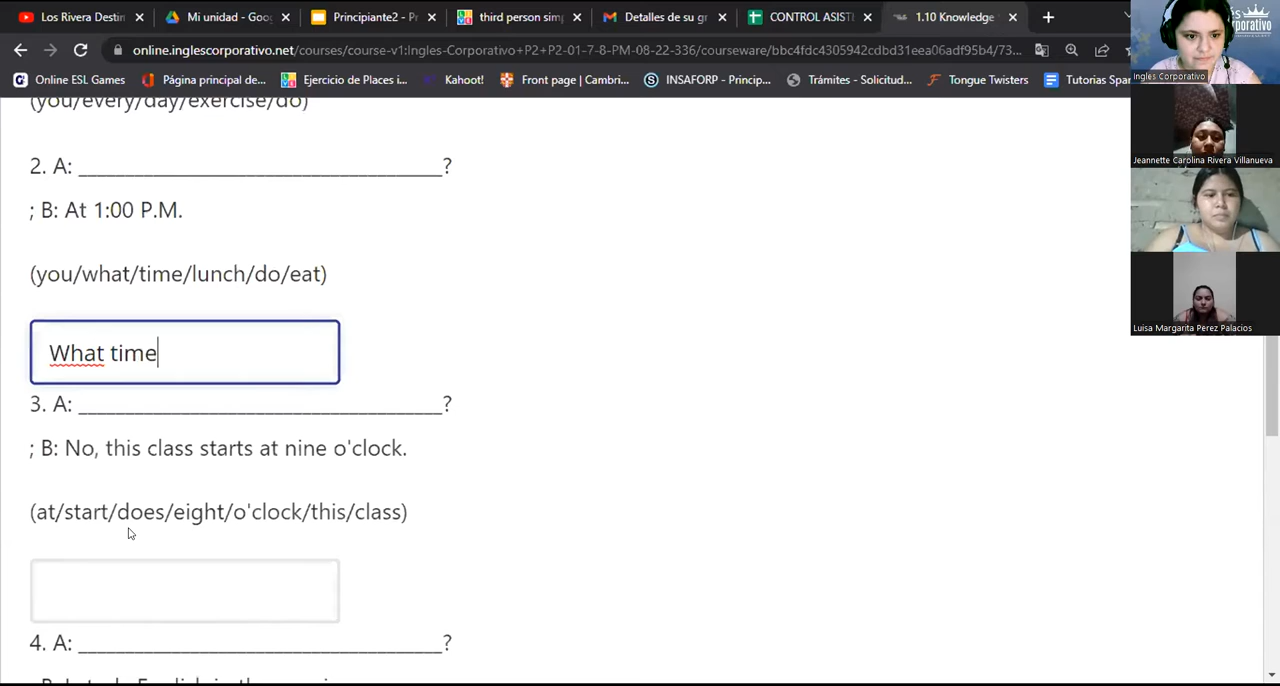 Los Rivera Destin
Mi unidad - Goog
Principiante2 - P
third person sim
Detalles de su gr
CONTROL ASIST
1.10 Knowledge
online.inglescorporativo.net/courses/course-v1:Ingles-Corporativo+P2+P2-01-7-8-PM-08-22-336/courseware/bbc4fdc4305942cdbd31eea06adf95b4/73...
Online ESL Games
Página principal de...
Ejercicio de Places i...
Kahoot!
Front page | Cambri...
INSAFORP - Princip...
Trámites - Solicitud...
Tongue Twisters
Tutorias Span
(you/every/day/exercise/do)
2. A: ______________________________________?
; B: At 1:00 P.M.
(you/what/time/lunch/do/eat)
What time
3. A: ______________________________________?
; B: No, this class starts at nine o'clock.
(at/start/does/eight/o'clock/this/class)
4. A: ______________________________________?
Ingles Corporativo
Jeannette Carolina Rivera Villanueva
Luisa Margarita Perez Palacios